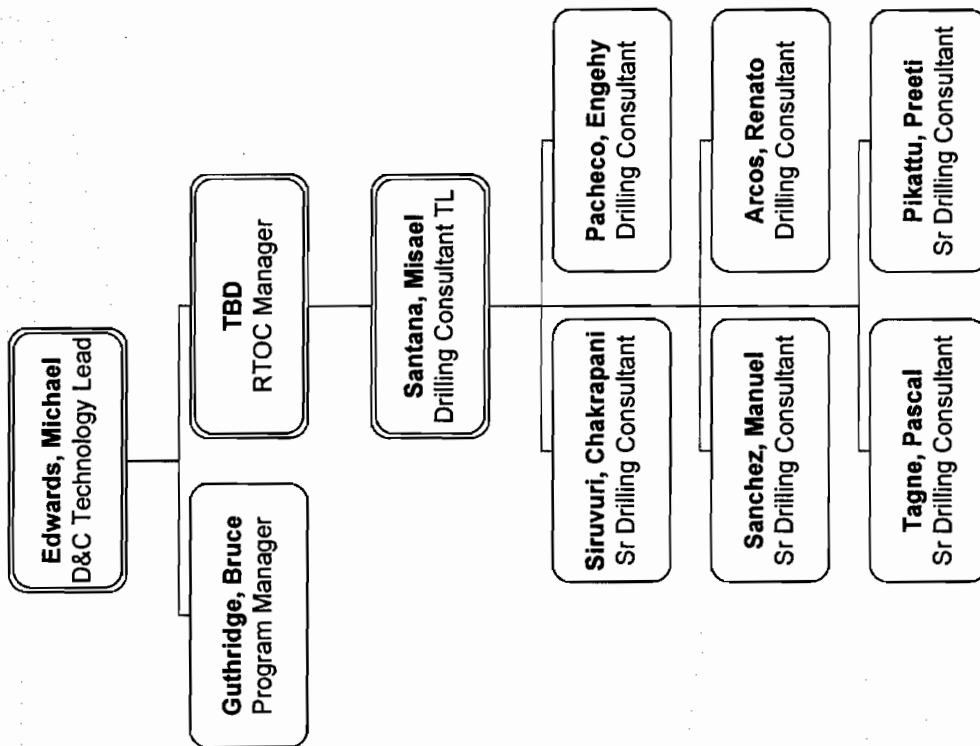 Edwards, Michael
D&C Technology Lead
Guthridge, Bruce
Program Manager
TBD
RTOC Manager
Santana, Misael
Drilling Consultant TL
Siruvuri, Chakrapani
Sr Drilling Consultant
Pacheco, Engehy
Drilling Consultant
Sanchez, Manuel
Sr Drilling Consultant
Arcos, Renato
Drilling Consultant
Tagne, Pascal
Sr Drilling Consultant
Pikattu, Preeti
Sr Drilling Consultant